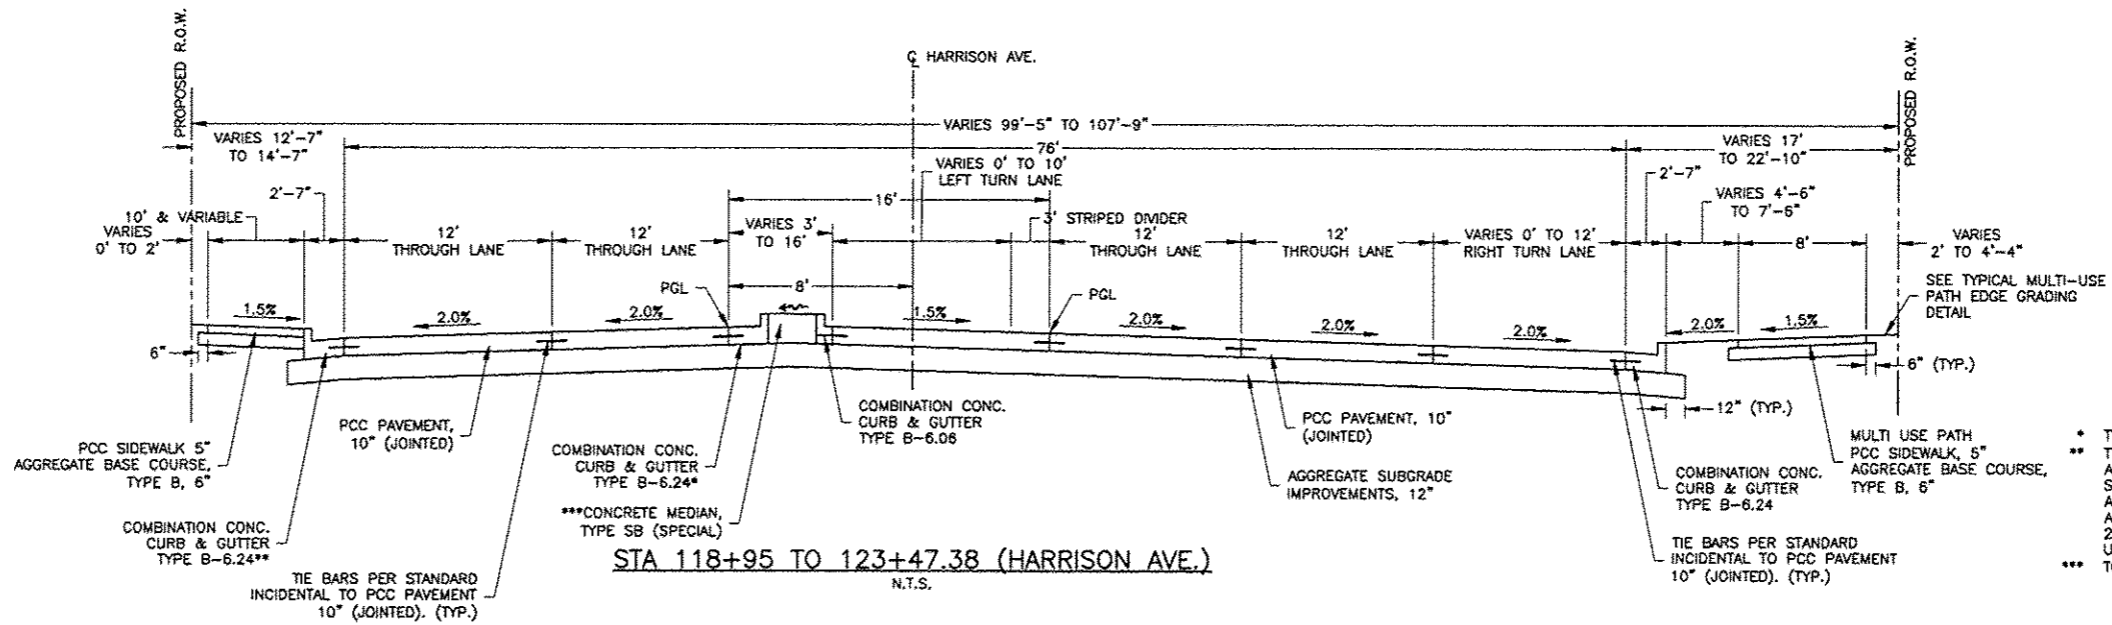 PROPOSED R.O.W.
℄ HARRISON AVE.
PROPOSED R.O.W.
VARIES 99'-5" TO 107'-9"
VARIES 12'-7"
TO 14'-7"
76'
VARIES 17'
TO 22'-10"
VARIES 0' TO 10'
LEFT TURN LANE
2'-7"
2'-7"
16'
VARIES 4'-6"
TO 7'-6"
10' & VARIABLE
VARIES
0' TO 2'
12'
THROUGH LANE
12'
THROUGH LANE
VARIES 3'
TO 16'
3' STRIPED DIVIDER
12'
THROUGH LANE
12'
THROUGH LANE
VARIES 0' TO 12'
RIGHT TURN LANE
8'
VARIES
2' TO 4'-4"
8'
PGL
PGL
SEE TYPICAL MULTI-USE
PATH EDGE GRADING
DETAIL
1.5%
2.0%
2.0%
1.5%
2.0%
2.0%
2.0%
2.0%
1.5%
6"
6" (TYP.)
12" (TYP.)
PCC SIDEWALK 5"
AGGREGATE BASE COURSE,
TYPE B, 6"
PCC PAVEMENT,
10" (JOINTED)
COMBINATION CONC.
CURB & GUTTER
TYPE B-6.24*
COMBINATION CONC.
CURB & GUTTER
TYPE B-6.06
PCC PAVEMENT, 10"
(JOINTED)
MULTI USE PATH
PCC SIDEWALK, 5"
AGGREGATE BASE COURSE,
TYPE B, 6"
AGGREGATE SUBGRADE
IMPROVEMENTS, 12"
COMBINATION CONC.
CURB & GUTTER
TYPE B-6.24
***CONCRETE MEDIAN,
TYPE SB (SPECIAL)
COMBINATION CONC.
CURB & GUTTER
TYPE B-6.24**
TIE BARS PER STANDARD
INCIDENTAL TO PCC PAVEMENT
10" (JOINTED). (TYP.)
TIE BARS PER STANDARD
INCIDENTAL TO PCC PAVEMENT
10" (JOINTED). (TYP.)
STA 118+95 TO 123+47.38 (HARRISON AVE.)
N.T.S.
*
**
***